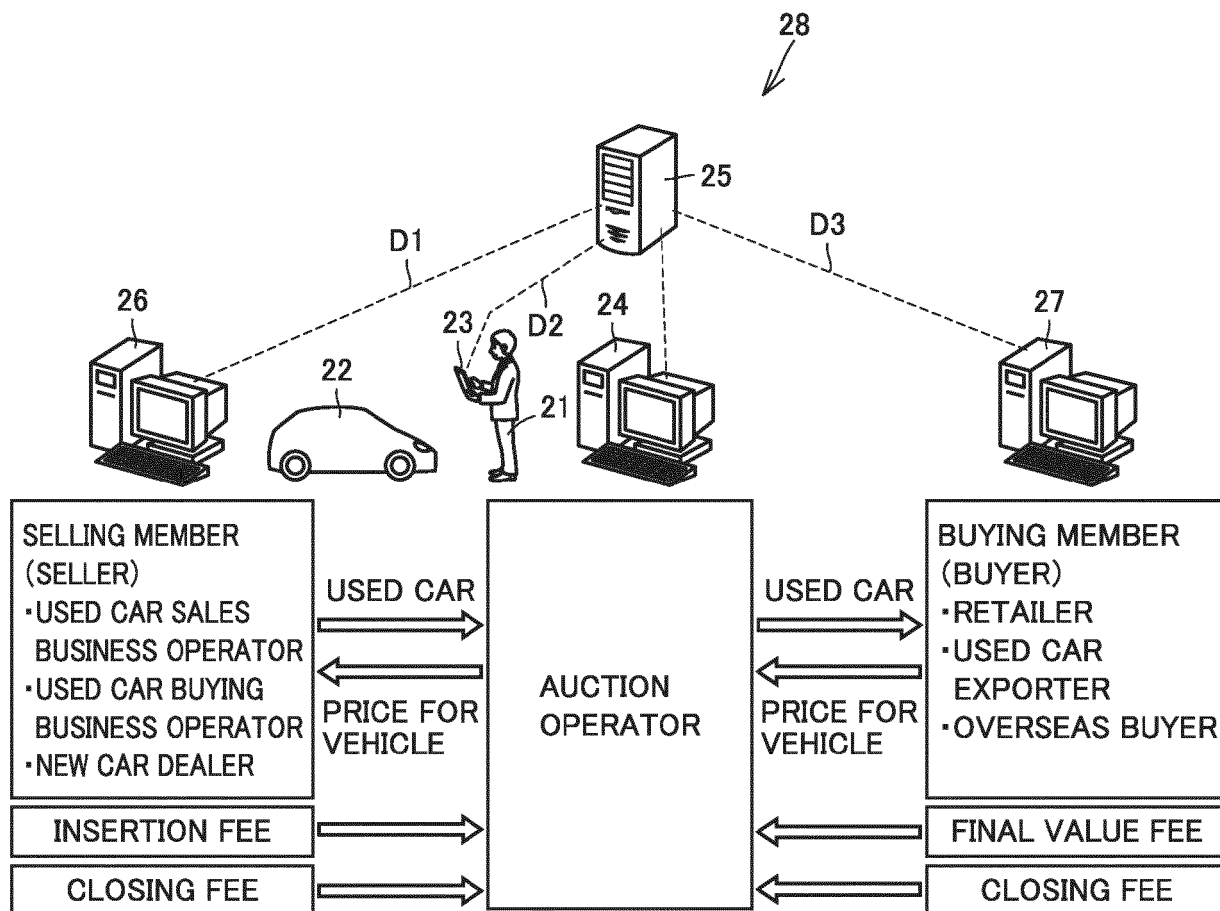 28
25
D1
D3
26
D2
24
27
23
22
21
SELLING MEMBER
(SELLER)
・USED CAR SALES
BUSINESS OPERATOR
・USED CAR BUYING
BUSINESS OPERATOR
・NEW CAR DEALER
USED CAR
PRICE FOR
VEHICLE
AUCTION
OPERATOR
USED CAR
PRICE FOR
VEHICLE
BUYING MEMBER
(BUYER)
・RETAILER
・USED CAR
EXPORTER
・OVERSEAS BUYER
INSERTION FEE
FINAL VALUE FEE
CLOSING FEE
CLOSING FEE